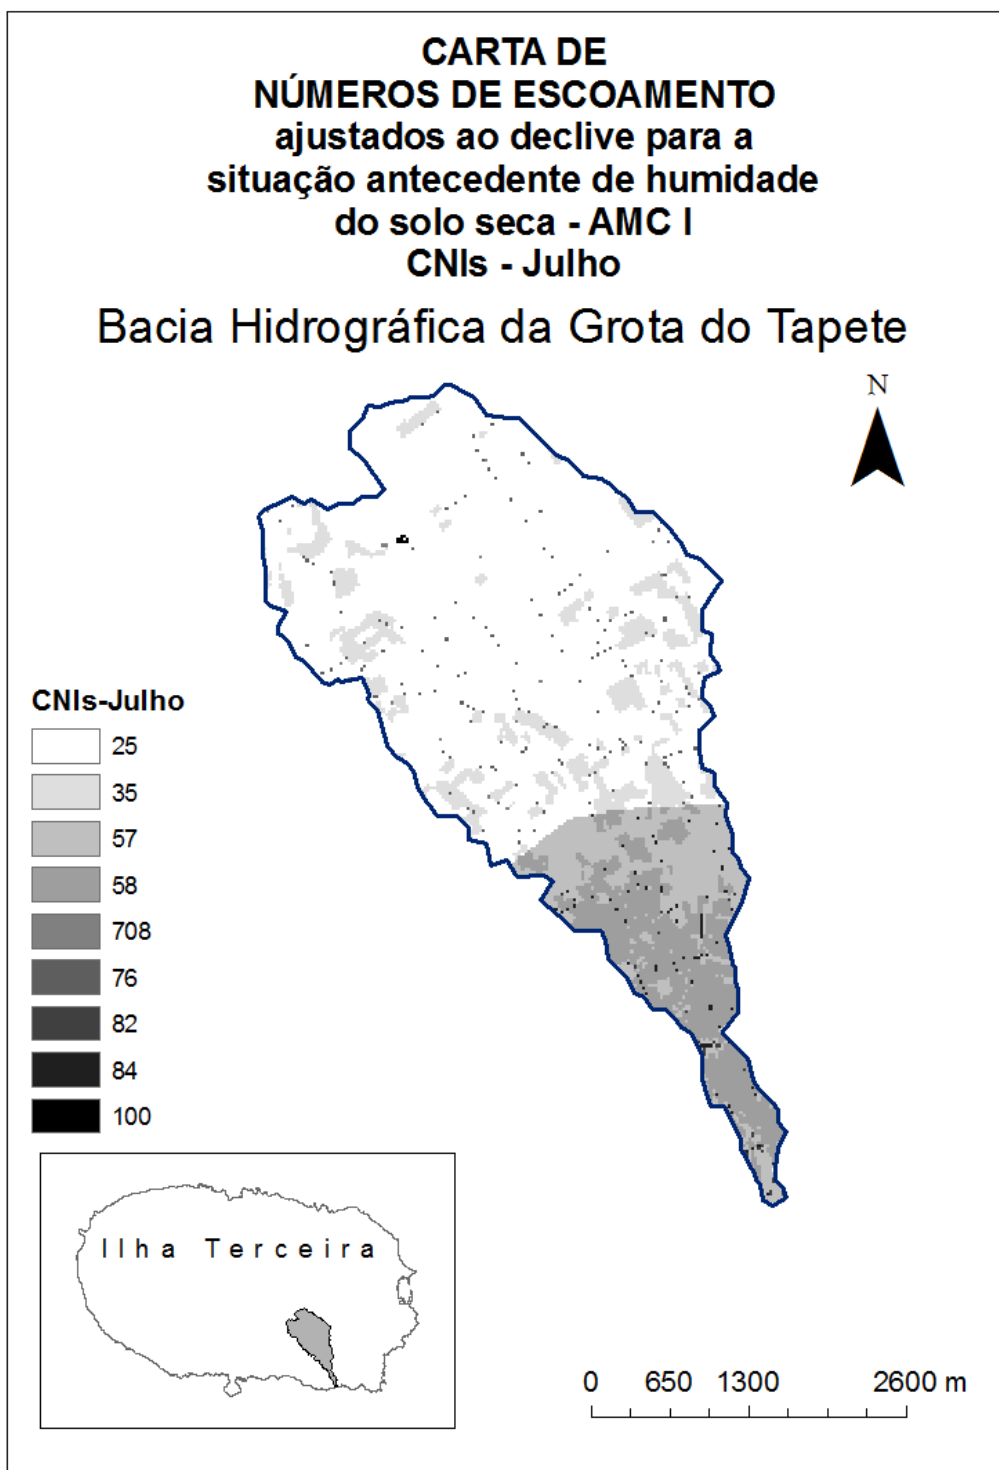 CARTA DE
NÚMEROS DE ESCOAMENTO
ajustados ao declive para a
situação antecedente de humidade
do solo seca - AMC I
CNIs - Julho
Bacia Hidrográfica da Grota do Tapete
N
CNIs-Julho
25
35
57
58
708
76
82
84
100
Ilha Terceira
0 650 1300 2600 m